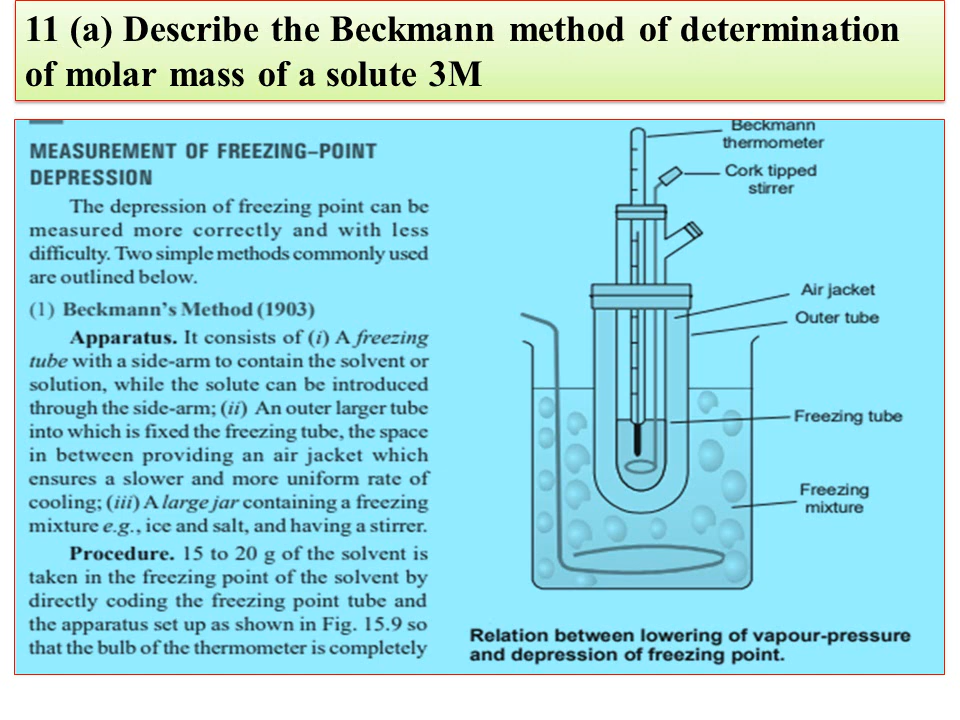 11 (a) Describe the Beckmann method of determination
of molar mass of a solute 3M
MEASUREMENT OF FREEZING–POINT
DEPRESSION
The depression of freezing point can be
measured more correctly and with less
difficulty. Two simple methods commonly used
are outlined below.
(1) Beckmann's Method (1903)
Apparatus. It consists of (i) A freezing
tube with a side-arm to contain the solvent or
solution, while the solute can be introduced
through the side-arm; (ii) An outer larger tube
into which is fixed the freezing tube, the space
in between providing an air jacket which
ensures a slower and more uniform rate of
cooling; (iii) A large jar containing a freezing
mixture e.g., ice and salt, and having a stirrer.
Procedure. 15 to 20 g of the solvent is
taken in the freezing point of the solvent by
directly coding the freezing point tube and
the apparatus set up as shown in Fig. 15.9 so
that the bulb of the thermometer is completely
Beckmann
thermometer
Cork tipped
stirrer
Air jacket
Outer tube
Freezing tube
Freezing
mixture
Relation between lowering of vapour-pressure
and depression of freezing point.